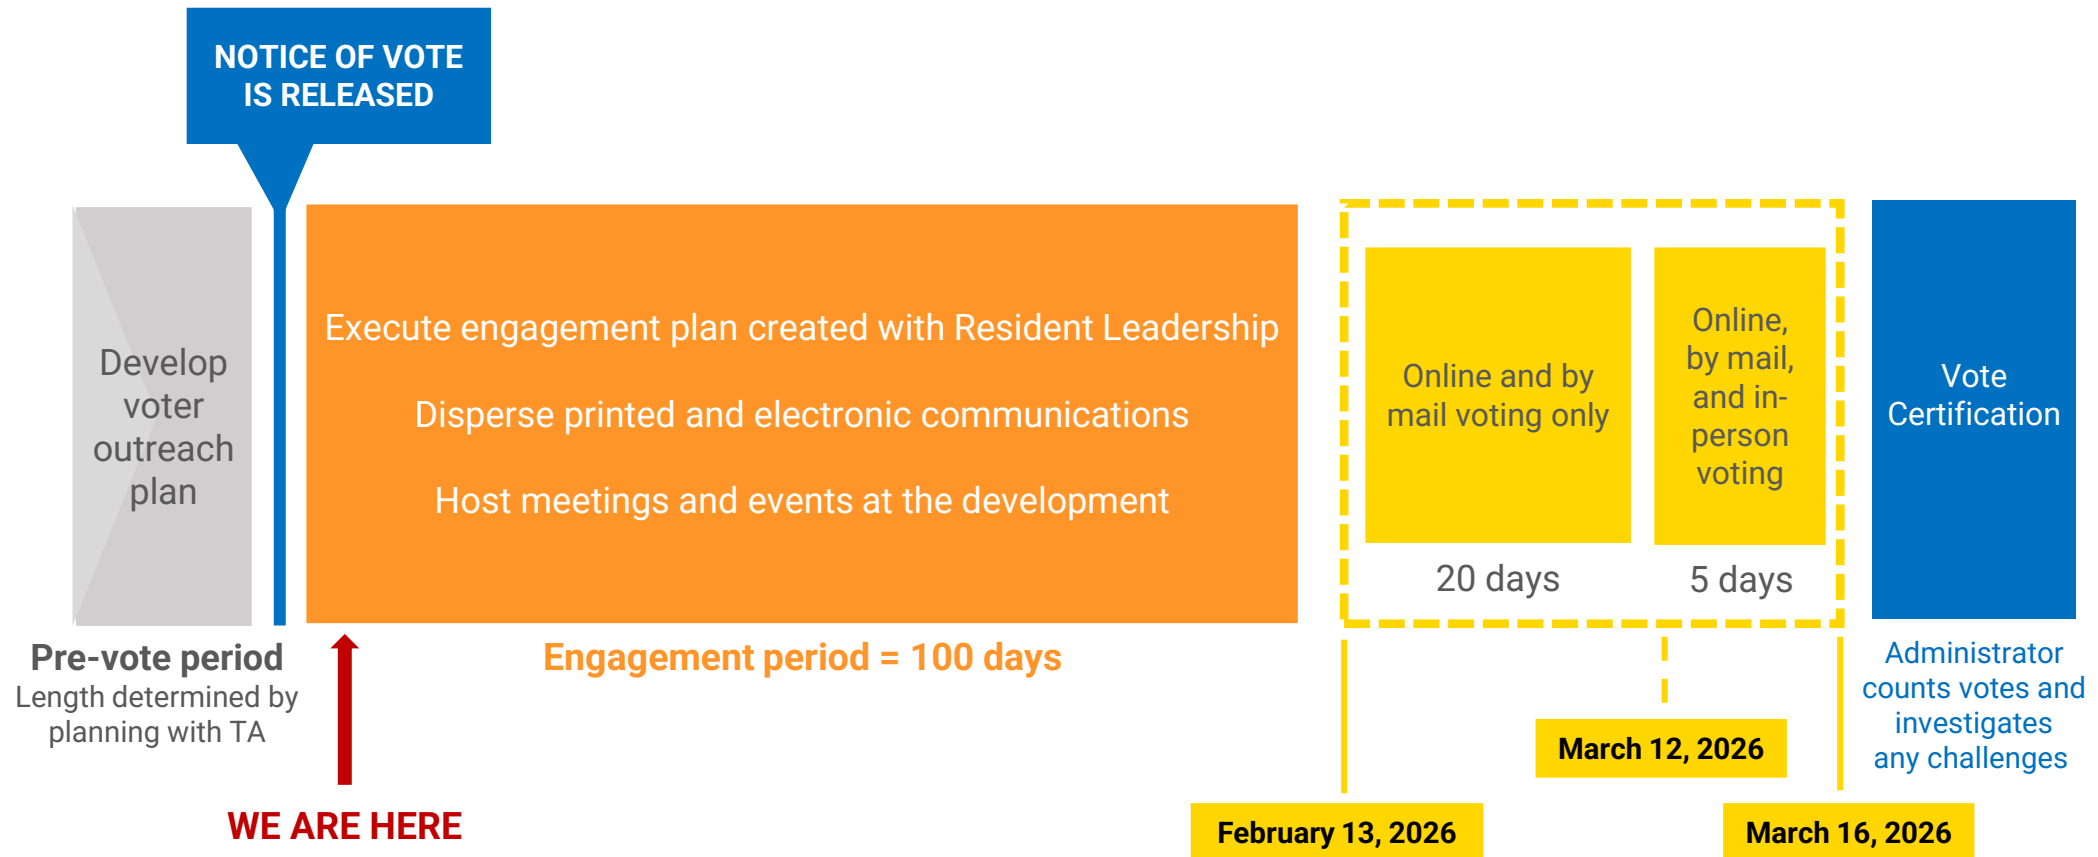 NOTICE OF VOTE
IS RELEASED
Develop
voter
outreach
plan
Pre-vote period
Length determined by
planning with TA
WE ARE HERE
Execute engagement plan created with Resident Leadership
Disperse printed and electronic communications
Host meetings and events at the development
Engagement period = 100 days
Online and by
mail voting only
20 days
Online,
by mail,
and in-
person
voting
5 days
February 13, 2026
March 12, 2026
March 16, 2026
Vote
Certification
Administrator
counts votes and
investigates
any challenges